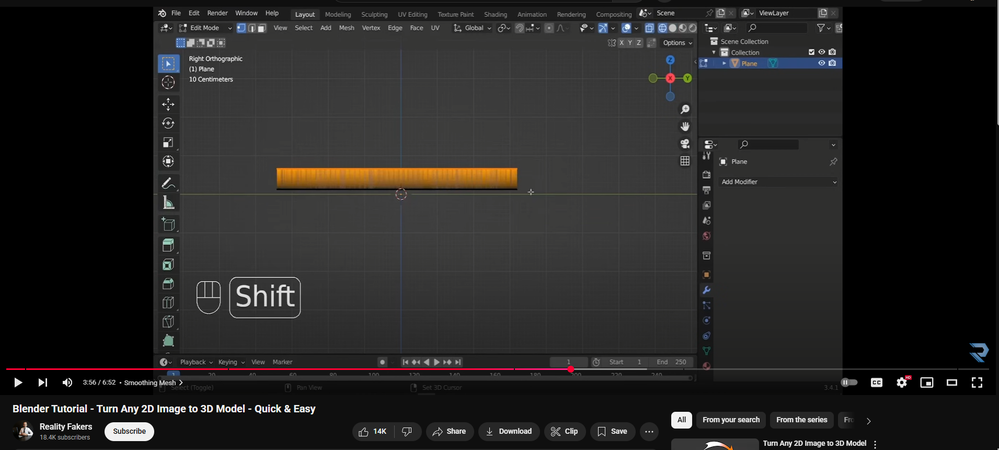 File Edit Render Window Help Layout Modeling Sculpting UV Editing Texture Paint Shading Animation Rendering Compositing Scene ViewLayer
Edit Mode View Select Add Mesh Vertex Edge Face UV Global
X Y Z Options
Scene Collection
Collection
Plane
Right Orthographic
(1) Plane
10 Centimeters
Z
X
Y
Plane
Add Modifier
Shift
Playback Keying View Marker 1 Start 1 End 250
1 20 40 60 80 100 120 140 160 180 200 220 240
Select (Toggle) Pan View Set 3D Cursor 3.4.1
3:56 / 6:52 • Smoothing Mesh
CC HD
Blender Tutorial - Turn Any 2D Image to 3D Model - Quick & Easy
Reality Fakers
18.4K subscribers
Subscribe
14K Share Download Clip Save
All From your search From the series
Turn Any 2D Image to 3D Model